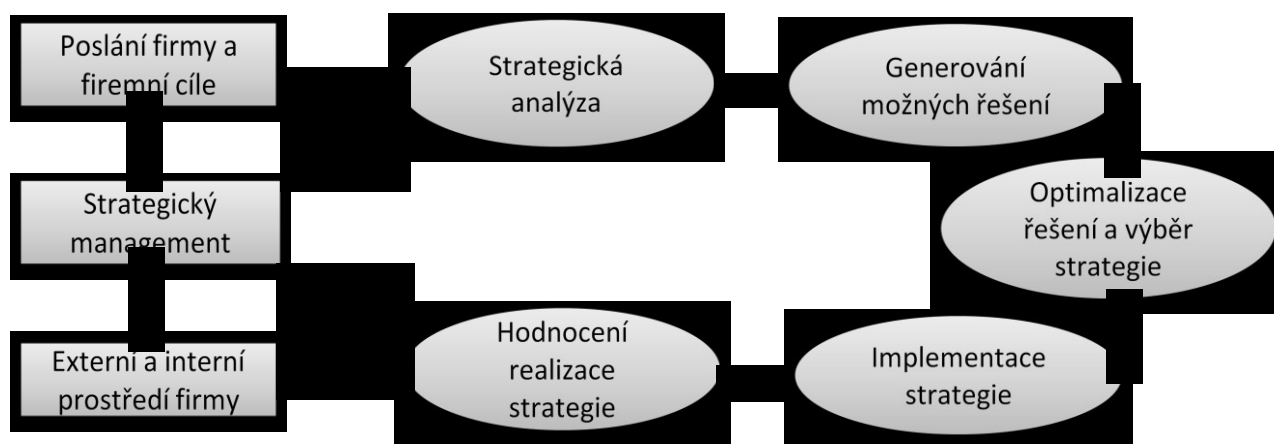 Poslání firmy a
firemní cíle
Strategická
analýza
Generování
možných řešení
Strategický
management
Optimalizace
řešení a výběr
strategie
Externí a interní
prostředí firmy
Hodnocení
realizace
strategie
Implementace
strategie